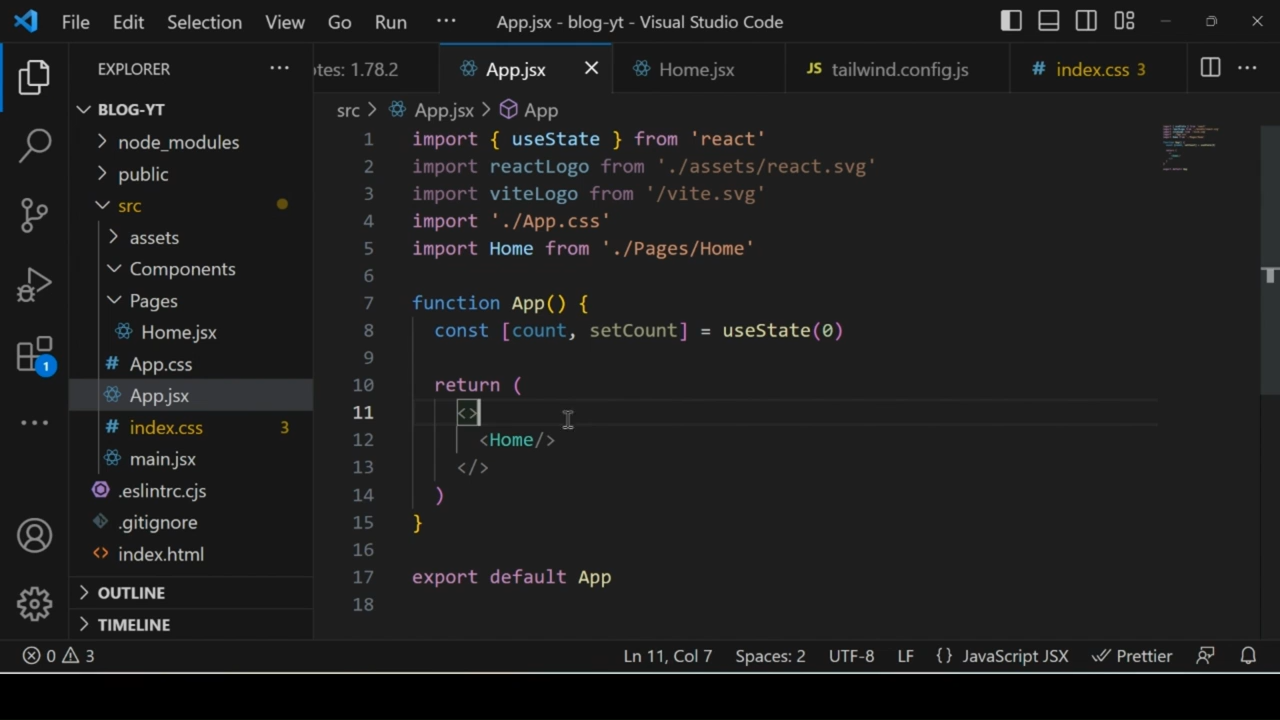 File Edit Selection View Go Run ··· App.jsx - blog-yt - Visual Studio Code
EXPLORER ···
otes: 1.78.2 App.jsx Home.jsx JS tailwind.config.js # index.css 3 ···
BLOG-YT
node_modules
public
src
assets
Components
Pages
Home.jsx
# App.css
App.jsx
# index.css 3
main.jsx
.eslintrc.cjs
.gitignore
<> index.html
OUTLINE
TIMELINE
1
src > App.jsx > App
1 import { useState } from 'react'
2 import reactLogo from './assets/react.svg'
3 import viteLogo from '/vite.svg'
4 import './App.css'
5 import Home from './Pages/Home'
6
7 function App() {
8 const [count, setCount] = useState(0)
9
10 return (
11 <>
12 <Home/>
13 </>
14 )
15 }
16
17 export default App
18
0 3 Ln 11, Col 7 Spaces: 2 UTF-8 LF {} JavaScript JSX Prettier